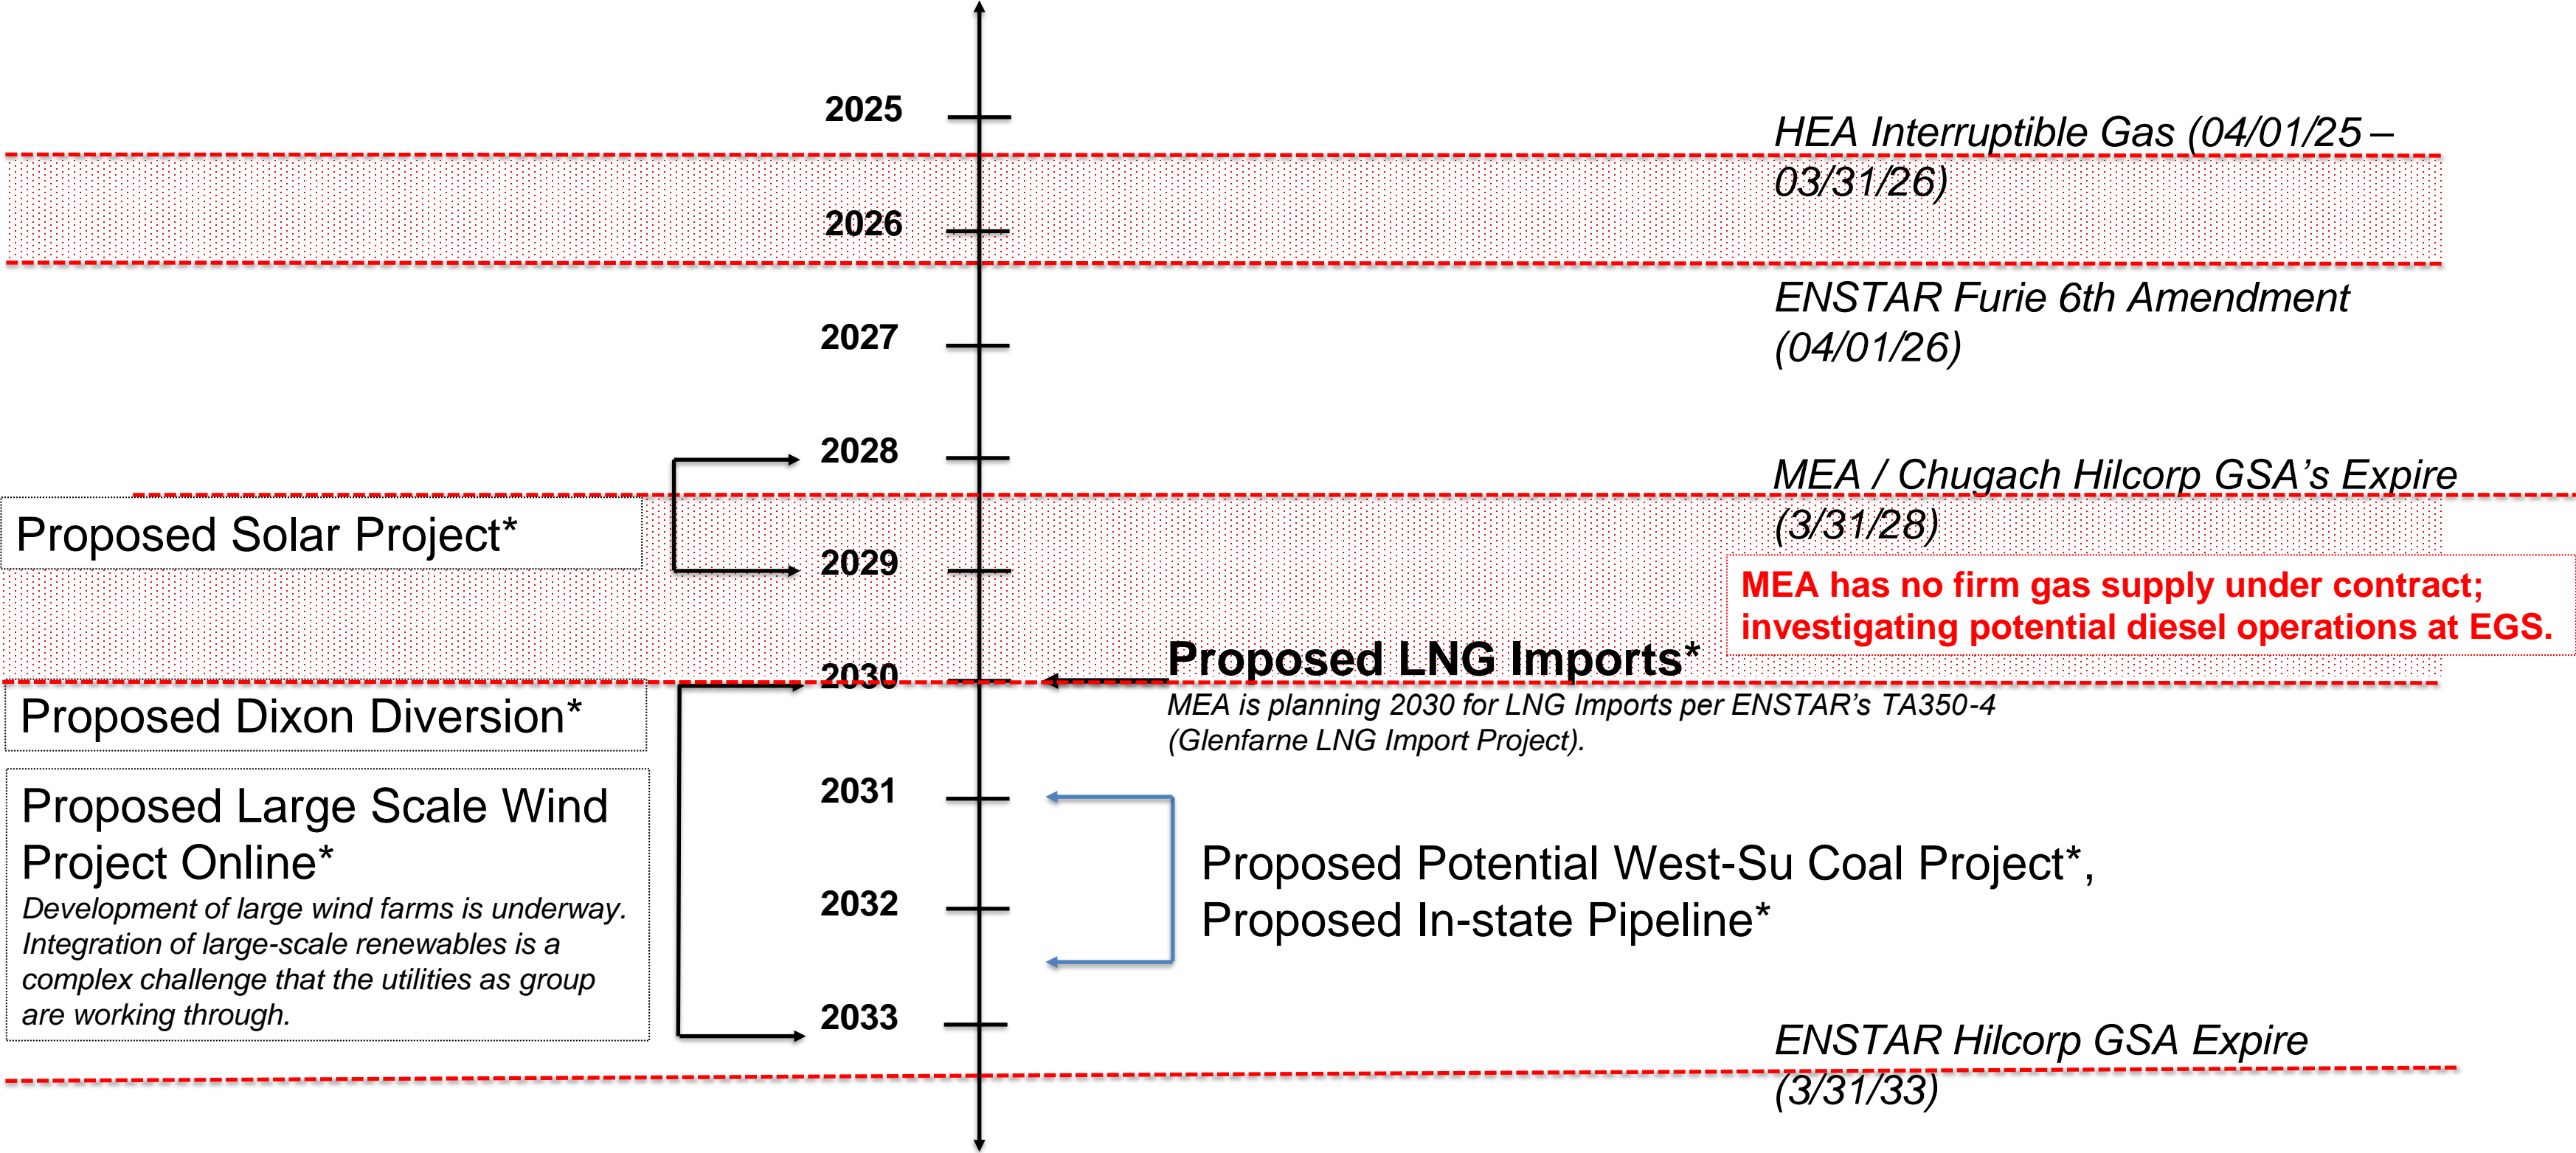 2025
HEA Interruptible Gas (04/01/25 –
03/31/26)
2026
ENSTAR Furie 6th Amendment
(04/01/26)
2027
2028
MEA / Chugach Hilcorp GSA’s Expire
(3/31/28)
Proposed Solar Project*
2029
MEA has no firm gas supply under contract;
investigating potential diesel operations at EGS.
2030
Proposed LNG Imports*
MEA is planning 2030 for LNG Imports per ENSTAR’s TA350-4
(Glenfarne LNG Import Project).
Proposed Dixon Diversion*
2031
Proposed Large Scale Wind
Project Online*
Development of large wind farms is underway.
Integration of large-scale renewables is a
complex challenge that the utilities as group
are working through.
Proposed Potential West-Su Coal Project*,
Proposed In-state Pipeline*
2032
2033
ENSTAR Hilcorp GSA Expire
(3/31/33)